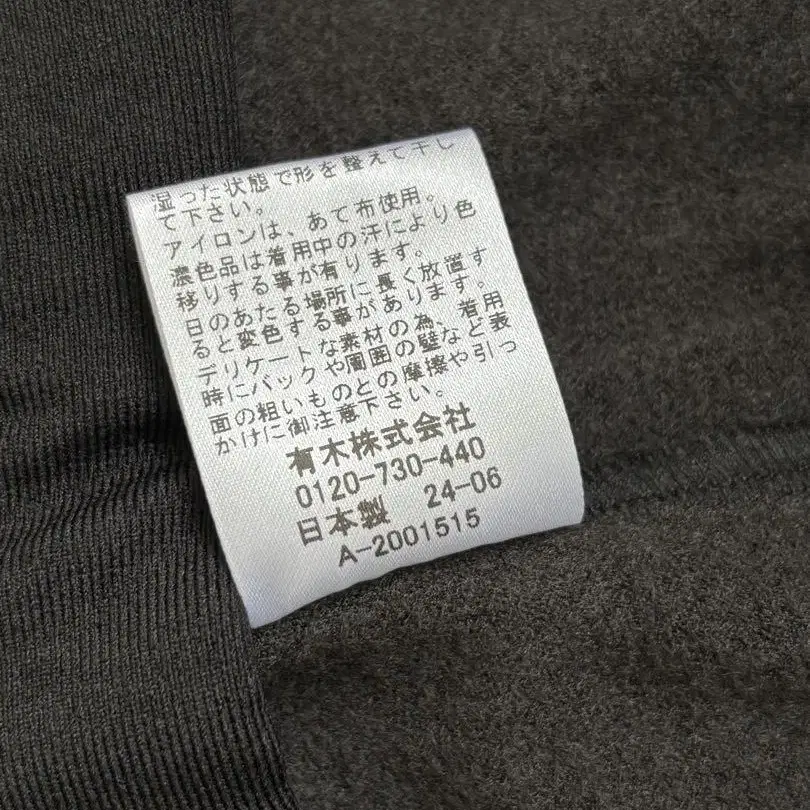 湿った状態で形を整えて干し
て下さい。
アイロンは、あて布使用。
濃色品は着用中の汗により色
移りする事が有ります。
日のあたる場所に長く放置す
ると変色する事があります。
デリケートな素材の為、着用
時にバックや周囲の壁など表
面の粗いものとの摩擦や引っ
かけに御注意下さい。
有木株式会社
0120-730-440
日本製 24-06
A-2001515